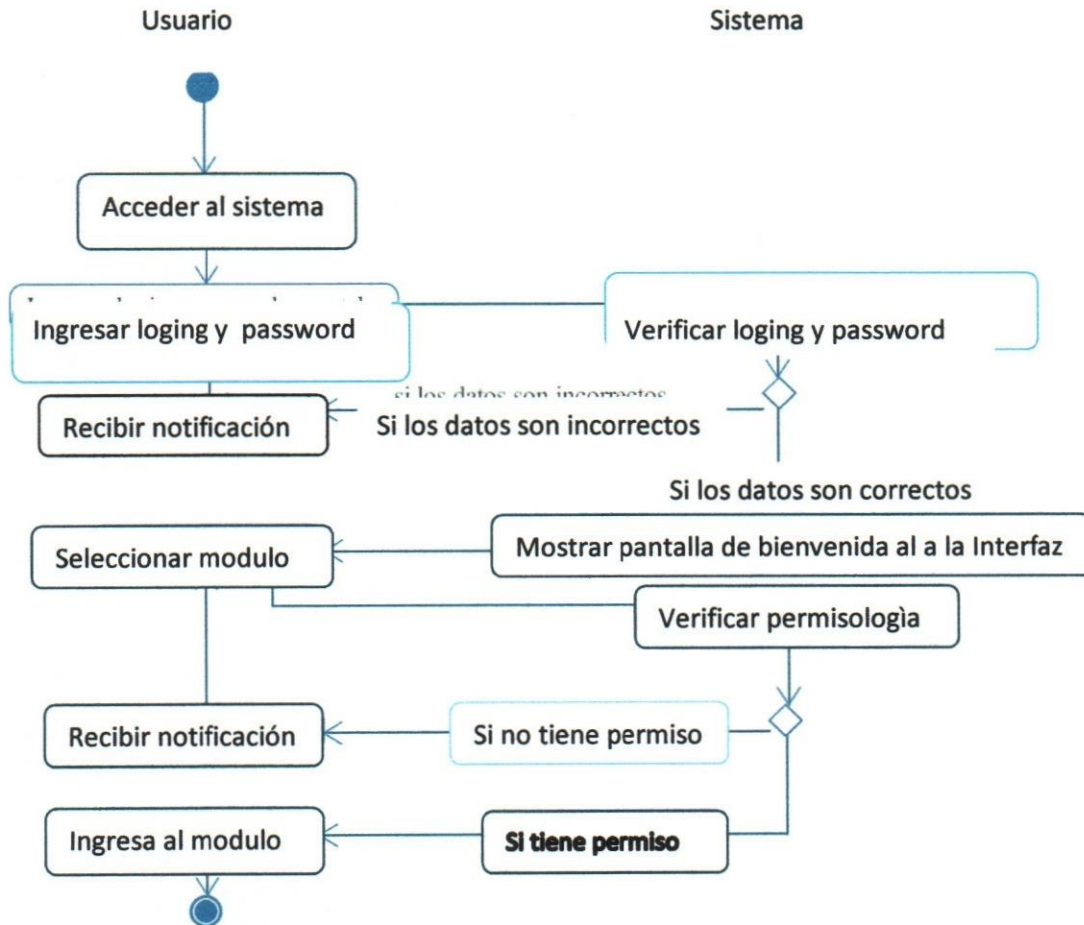 Usuario
Sistema
Acceder al sistema
Ingresar loging y password
Verificar loging y password
si los datos son incorrectos
Recibir notificación
Si los datos son incorrectos
Si los datos son correctos
Seleccionar modulo
Mostrar pantalla de bienvenida al a la Interfaz
Verificar permisologìa
Recibir notificación
Si no tiene permiso
Ingresa al modulo
Si tiene permiso